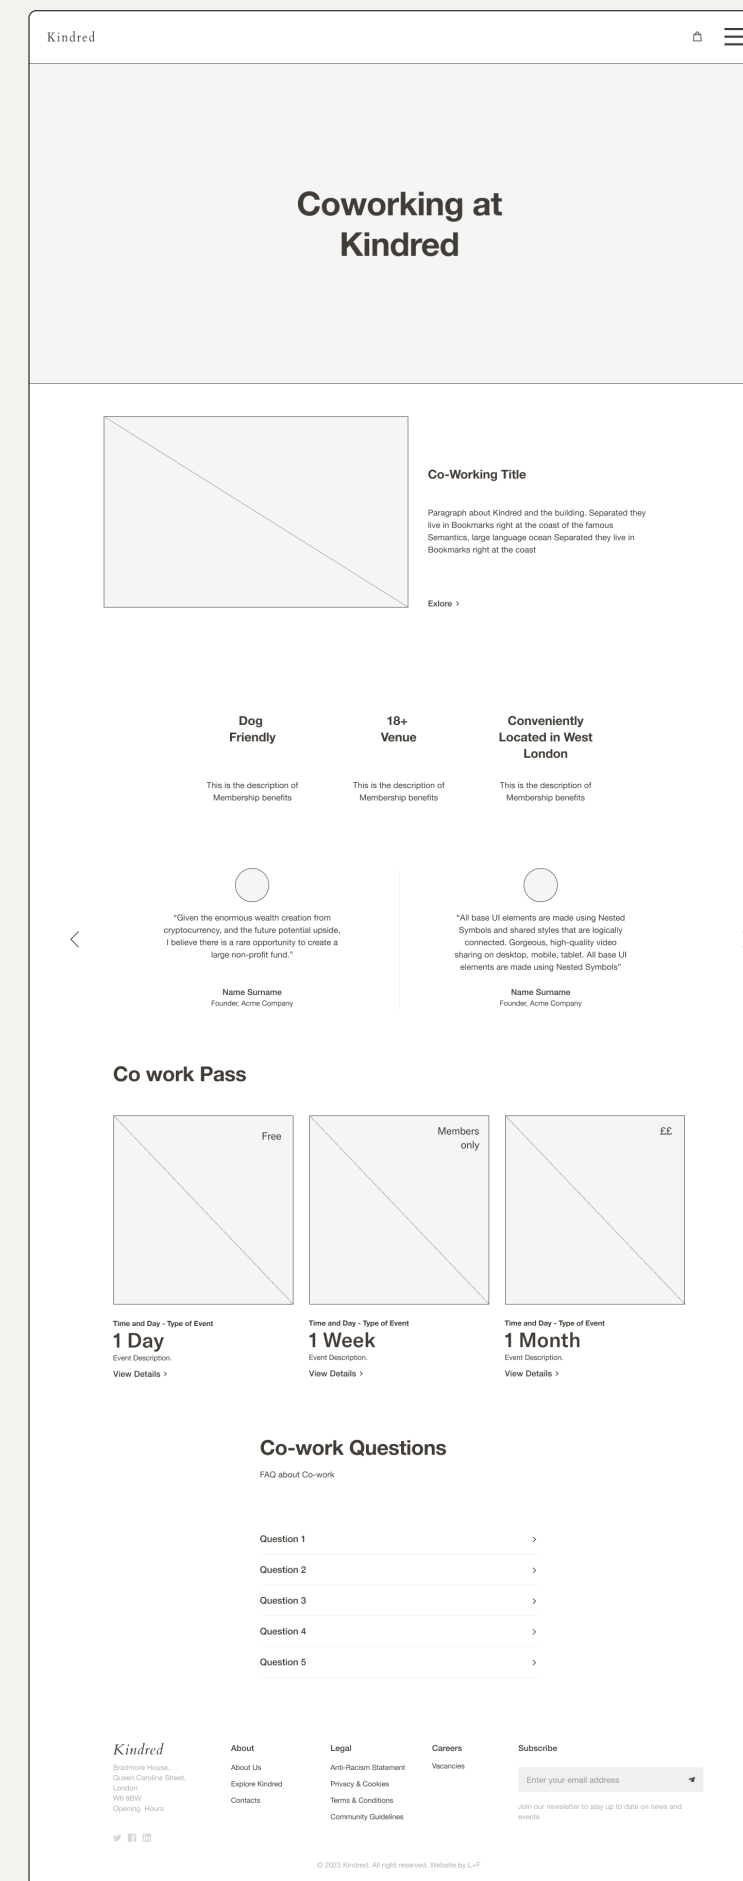 Kindred
Coworking at
Kindred
Co-Working Title
Paragraph about Kindred and the building. Separated they
live in Bookmarks right at the coast of the famous
Semantics, large language ocean Separated they live in
Bookmarks right at the coast
Exlore
Dog
Friendly
This is the description of
Membership benefits
18+
Venue
This is the description of
Membership benefits
Conveniently
Located in West
London
This is the description of
Membership benefits
“Given the enormous wealth creation from
cryptocurrency, and the future potential upside,
I believe there is a rare opportunity to create a
large non-profit fund.”
Name Surname
Founder, Acme Company
“All base UI elements are made using Nested
Symbols and shared styles that are logically
connected. Gorgeous, high-quality video
sharing on desktop, mobile, tablet. All base UI
elements are made using Nested Symbols”
Name Surname
Founder, Acme Company
Co work Pass
Free
Time and Day - Type of Event
1 Day
Event Description.
View Details
Members
only
Time and Day - Type of Event
1 Week
Event Description.
View Details
££
Time and Day - Type of Event
1 Month
Event Description.
View Details
Co-work Questions
FAQ about Co-work
Question 1
Question 2
Question 3
Question 4
Question 5
Kindred
Bradmore House,
Queen Caroline Street,
London
W6 9BW
Opening Hours
About
About Us
Explore Kindred
Contacts
Legal
Anti-Racism Statement
Privacy & Cookies
Terms & Conditions
Community Guidelines
Careers
Vacancies
Subscribe
Enter your email address
Join our newsletter to stay up to date on news and
events
© 2023 Kindred. All right reserved. Website by L+F